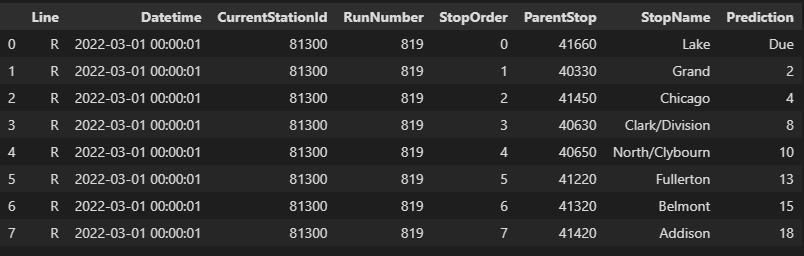 Line Datetime CurrentStationId RunNumber StopOrder ParentStop StopName Prediction
0 R 2022-03-01 00:00:01 81300 819 0 41660 Lake Due
1 R 2022-03-01 00:00:01 81300 819 1 40330 Grand 2
2 R 2022-03-01 00:00:01 81300 819 2 41450 Chicago 4
3 R 2022-03-01 00:00:01 81300 819 3 40630 Clark/Division 8
4 R 2022-03-01 00:00:01 81300 819 4 40650 North/Clybourn 10
5 R 2022-03-01 00:00:01 81300 819 5 41220 Fullerton 13
6 R 2022-03-01 00:00:01 81300 819 6 41320 Belmont 15
7 R 2022-03-01 00:00:01 81300 819 7 41420 Addison 18